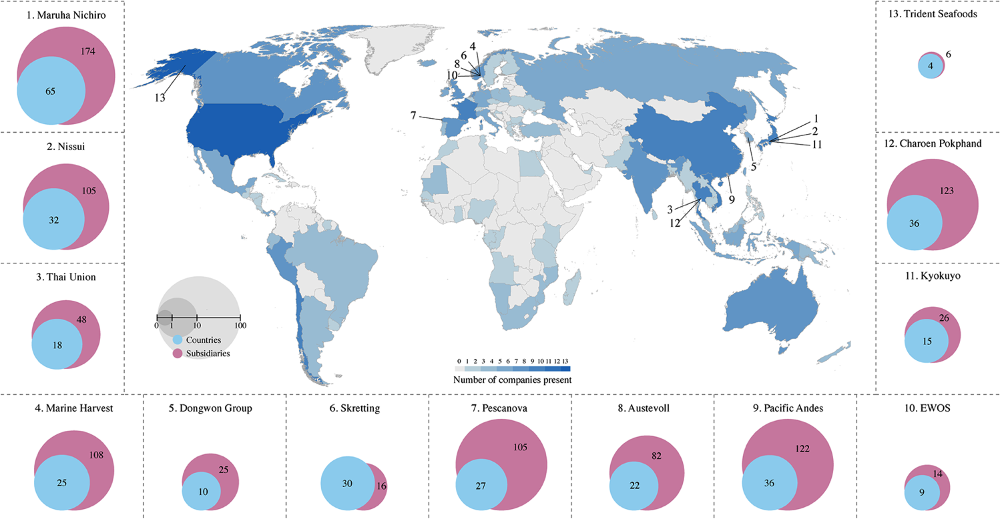 1. Maruha Nichiro
174
65
2. Nissui
105
32
3. Thai Union
48
18
13. Trident Seafoods
6
4
12. Charoen Pokphand
123
36
11. Kyokuyo
26
15
13
4
6
8
10
7
1
2
11
5
9
3
12
0 1 10 100
Countries
Subsidiaries
0 1 2 3 4 5 6 7 8 9 10 11 12 13
Number of companies present
4. Marine Harvest
108
25
5. Dongwon Group
25
10
6. Skretting
30
16
7. Pescanova
105
27
8. Austevoll
82
22
9. Pacific Andes
122
36
10. EWOS
14
9